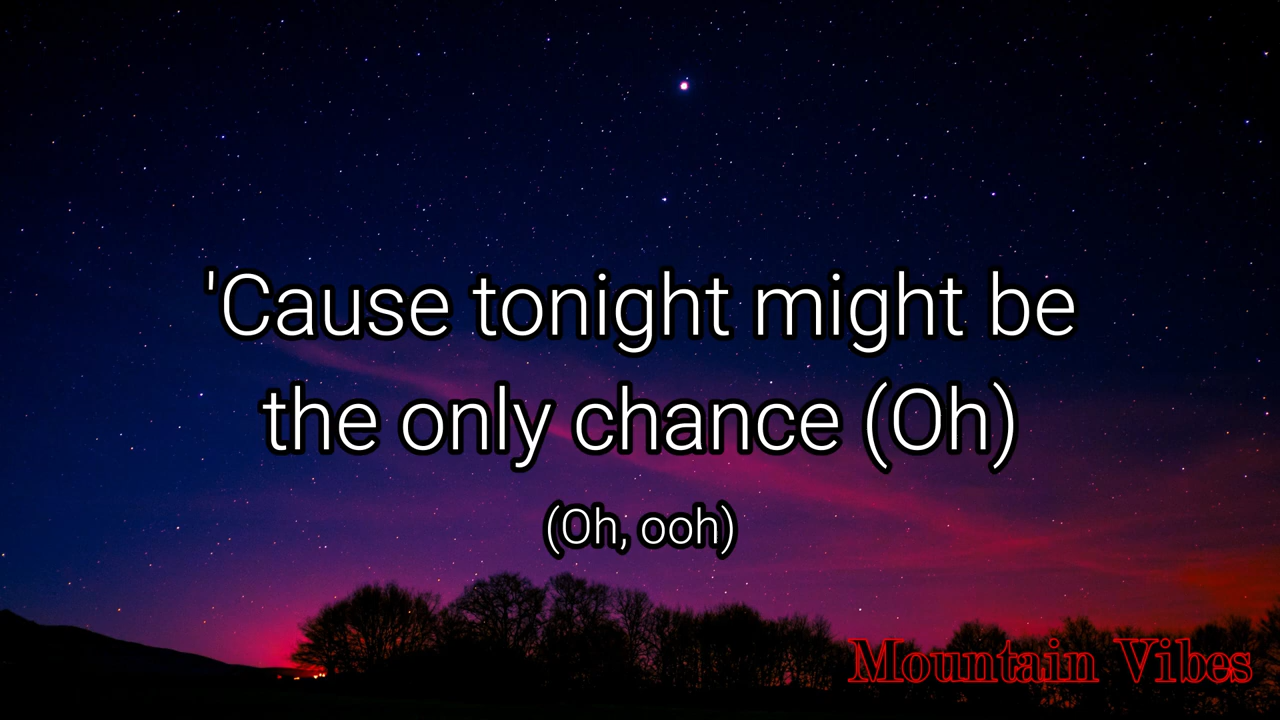 'Cause tonight might be
the only chance (Oh)
(Oh, ooh)
Mountain Vibes